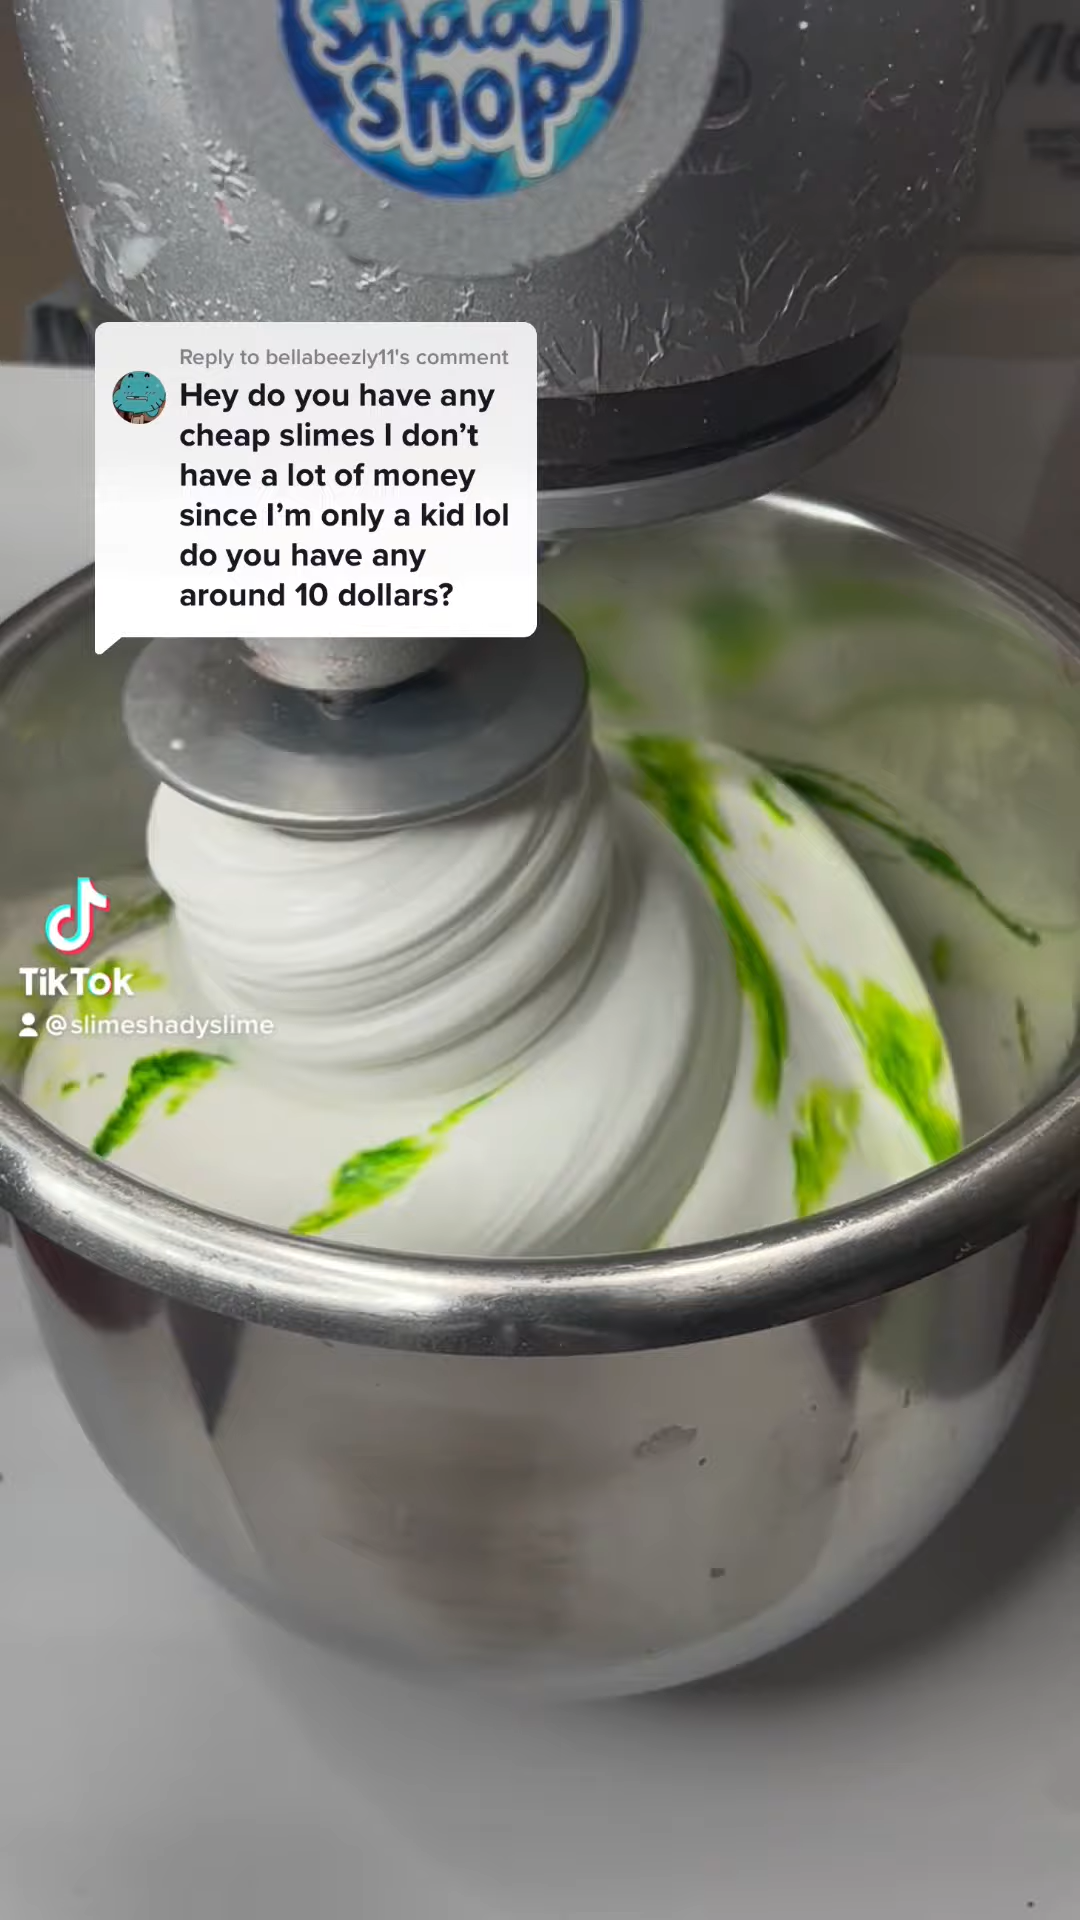 shady
shop
Reply to bellabeezly11's comment
Hey do you have any
cheap slimes I don’t
have a lot of money
since I’m only a kid lol
do you have any
around 10 dollars?
TikTok
@slimeshadyslime